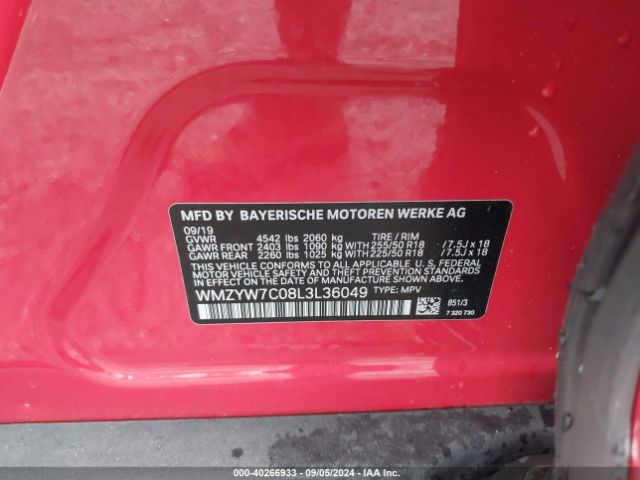 MFD BY BAYERISCHE MOTOREN WERKE AG
09/19
GVWR 4542 lbs 2060 kg TIRE / RIM
GAWR FRONT 2403 lbs 1090 kg WITH 255/50 R18 / 7.5J x 18
GAWR REAR 2260 lbs 1025 kg WITH 225/50 R18 / 7.5J x 18
THIS VEHICLE CONFORMS TO ALL APPLICABLE U. S. FEDERAL
MOTOR VEHICLE SAFETY AND THEFT PREVENTION STANDARDS
IN EFFECT ON THE DATE OF MANUFACTURE SHOWN ABOVE.
WMZYW7C08L3L36049 TYPE: MPV
851/3
7 320 730
000-40266933 - 09/05/2024 - IAA Inc.